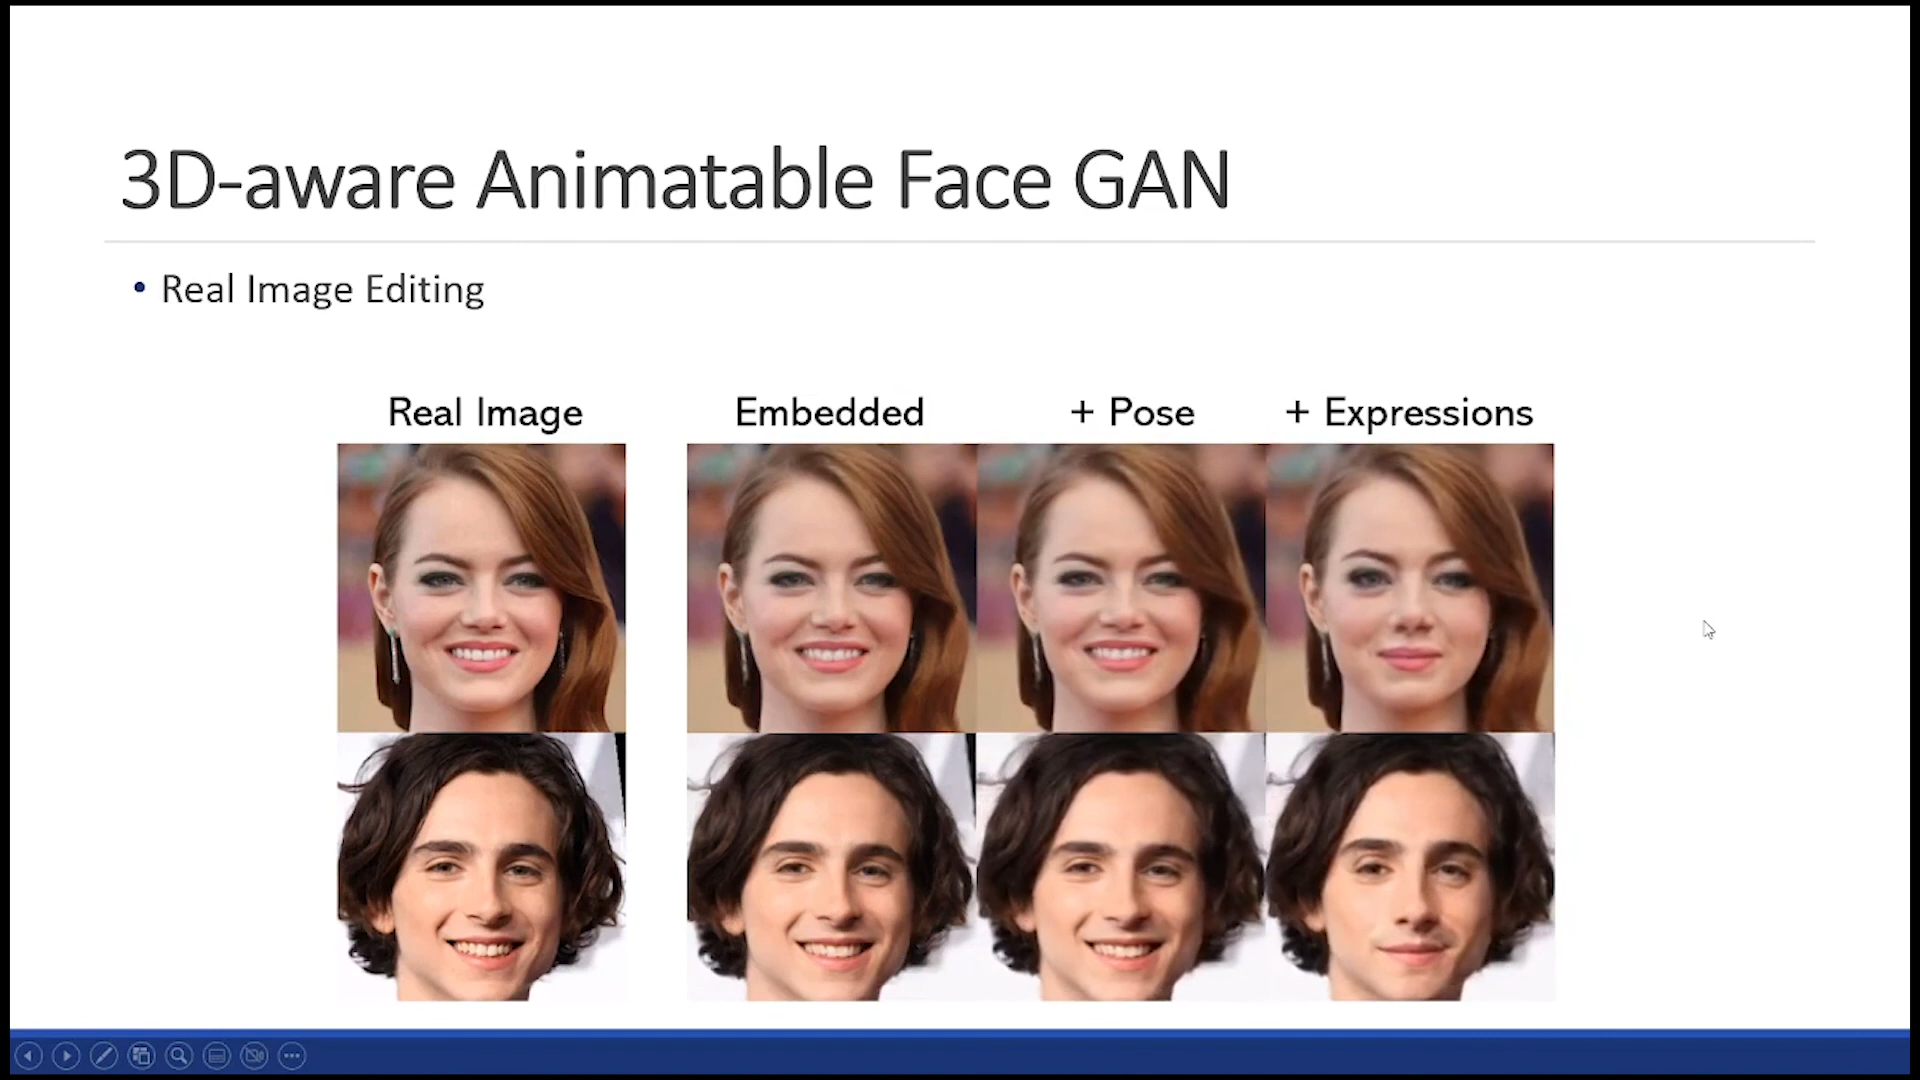 3D-aware Animatable Face GAN
• Real Image Editing
Real Image Embedded + Pose + Expressions